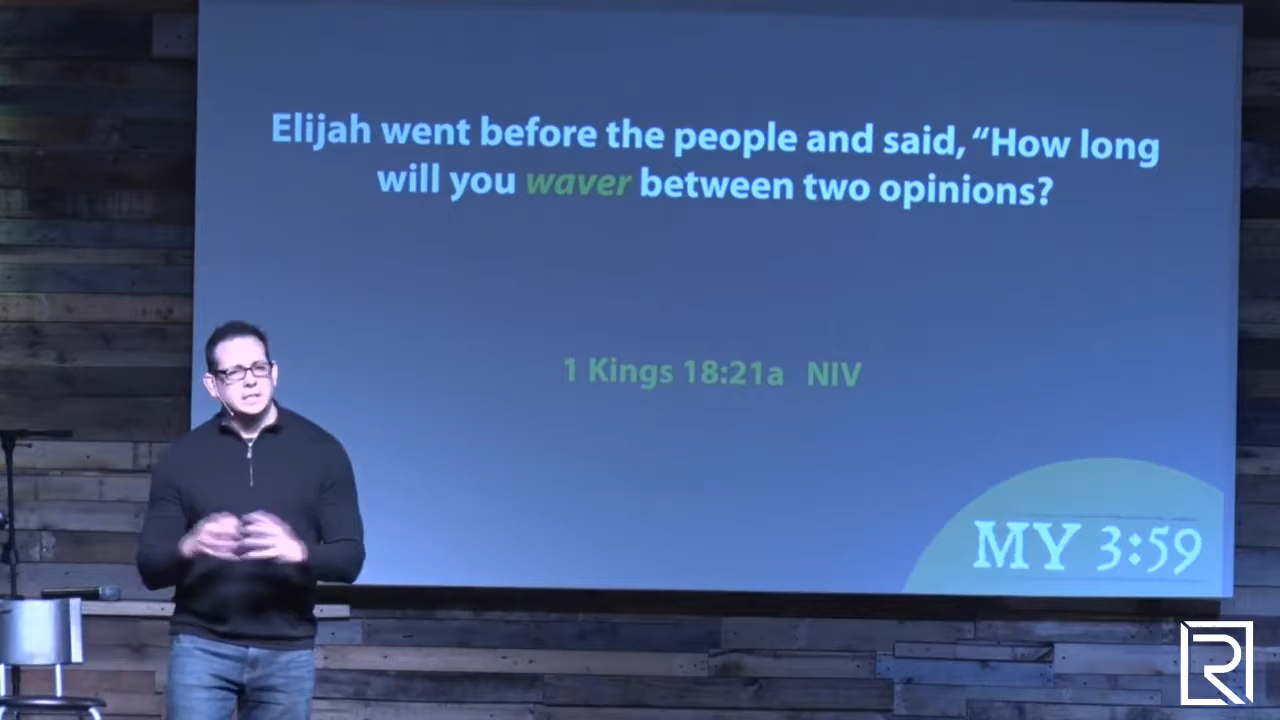 Elijah went before the people and said, “How long
will you waver between two opinions?
1 Kings 18:21a NIV
MY 3:59
R